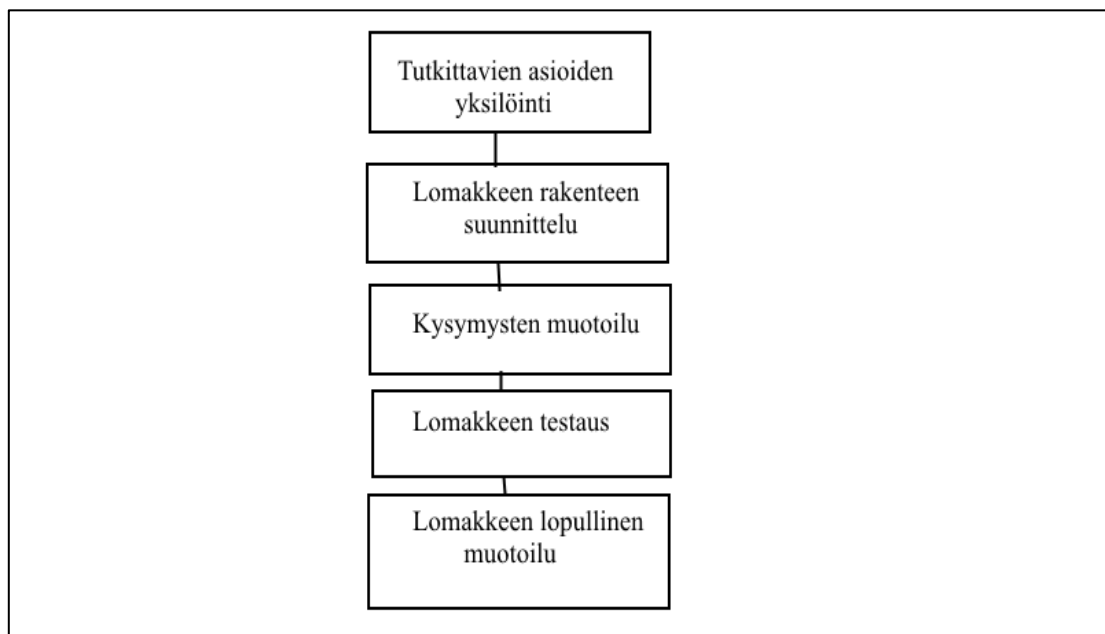 Tutkittavien asioiden
yksilöinti
Lomakkeen rakenteen
suunnittelu
Kysymysten muotoilu
Lomakkeen testaus
Lomakkeen lopullinen
muotoilu